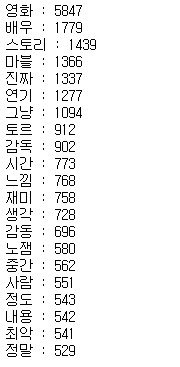 영화 : 5847
배우 : 1779
스토리 : 1439
마블 : 1366
진짜 : 1337
연기 : 1277
그냥 : 1094
토르 : 912
감독 : 902
시간 : 773
느낌 : 768
재미 : 758
생각 : 728
감동 : 696
노잼 : 580
중간 : 562
사람 : 551
정도 : 543
내용 : 542
최악 : 541
정말 : 529